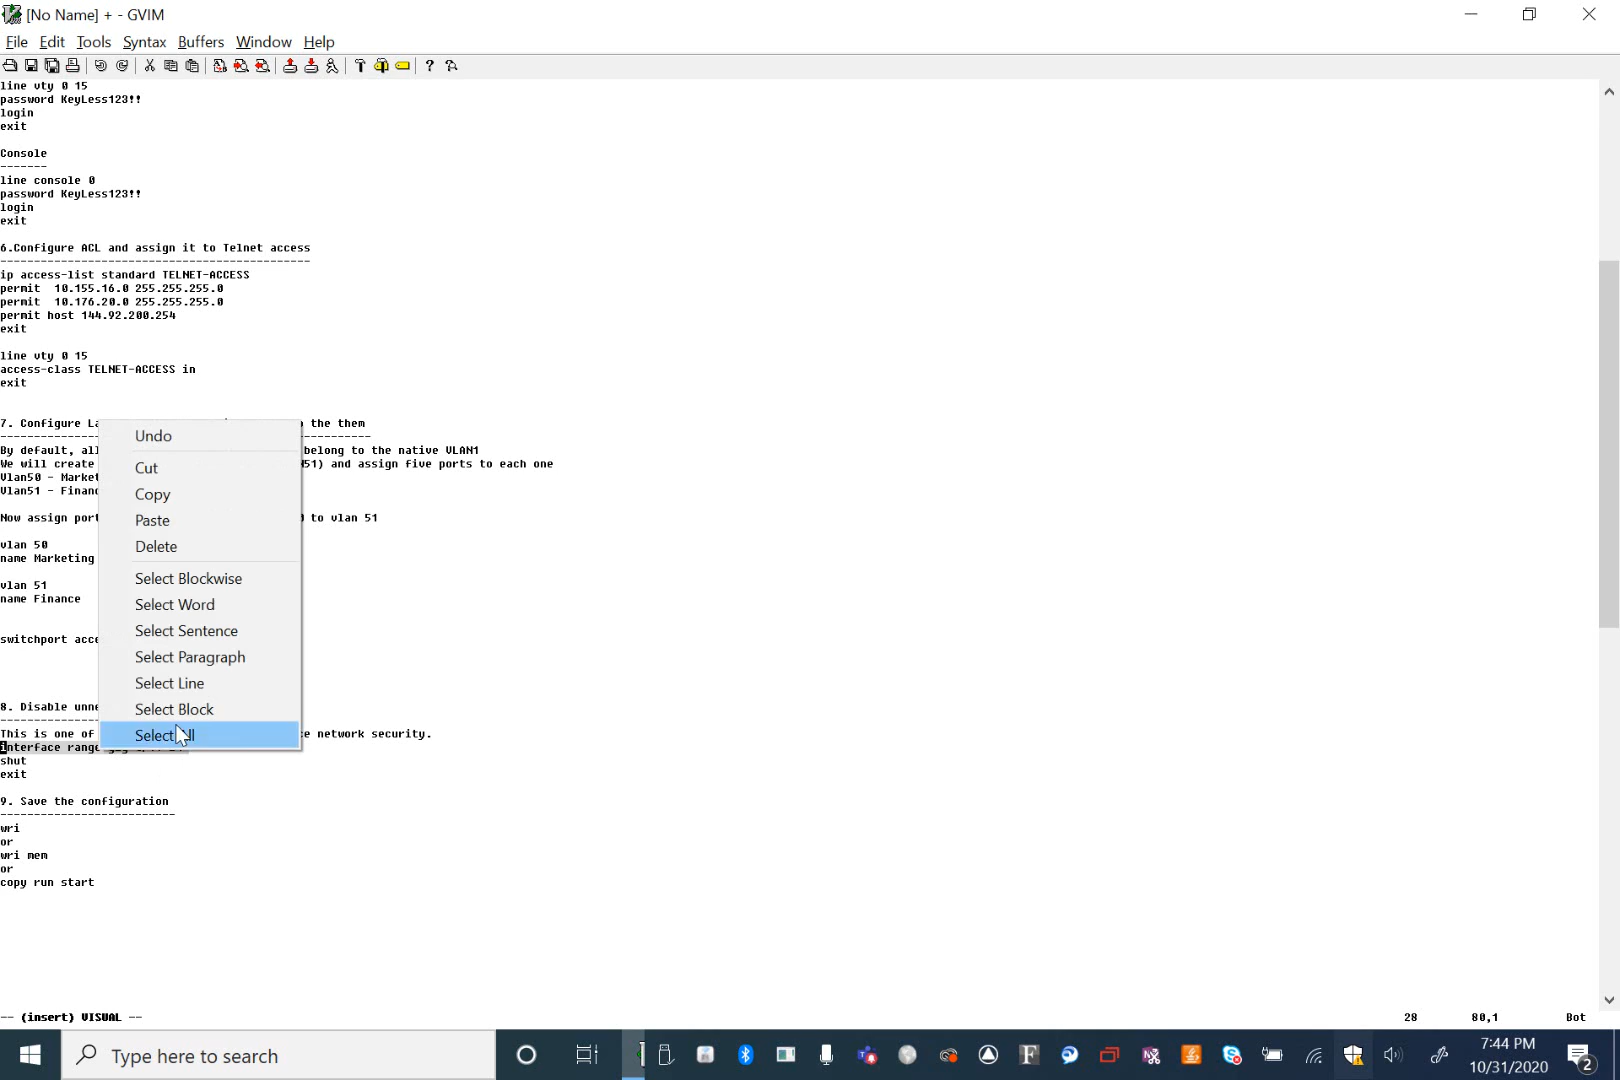 [No Name] + - GVIM
File Edit Tools Syntax Buffers Window Help
line vty 0 15
password KeyLess123!!
login
exit
Console
-------
line console 0
password KeyLess123!!
login
exit
6.Configure ACL and assign it to Telnet access
----------------------------------------------
ip access-list standard TELNET-ACCESS
permit  10.155.16.0 255.255.255.0
permit  10.176.20.0 255.255.255.0
permit host 144.92.200.254
exit
line vty 0 15
access-class TELNET-ACCESS in
exit
7. Configure La the them
By default, all belong to the native VLAN1
We will create 51) and assign five ports to each one
Vlan50 - Market
Vlan51 - Financ
Now assign port to vlan 51
vlan 50
name Marketing
vlan 51
name Finance
switchport acce
8. Disable unne
This is one of e network security.
interface range
shut
exit
9. Save the configuration
--------------------------
wri
or
wri mem
or
copy run start
Undo
Cut
Copy
Paste
Delete
Select Blockwise
Select Word
Select Sentence
Select Paragraph
Select Line
Select Block
Select All
-- (insert) VISUAL -- 28 80,1 Bot
Type here to search
7:44 PM
10/31/2020
2